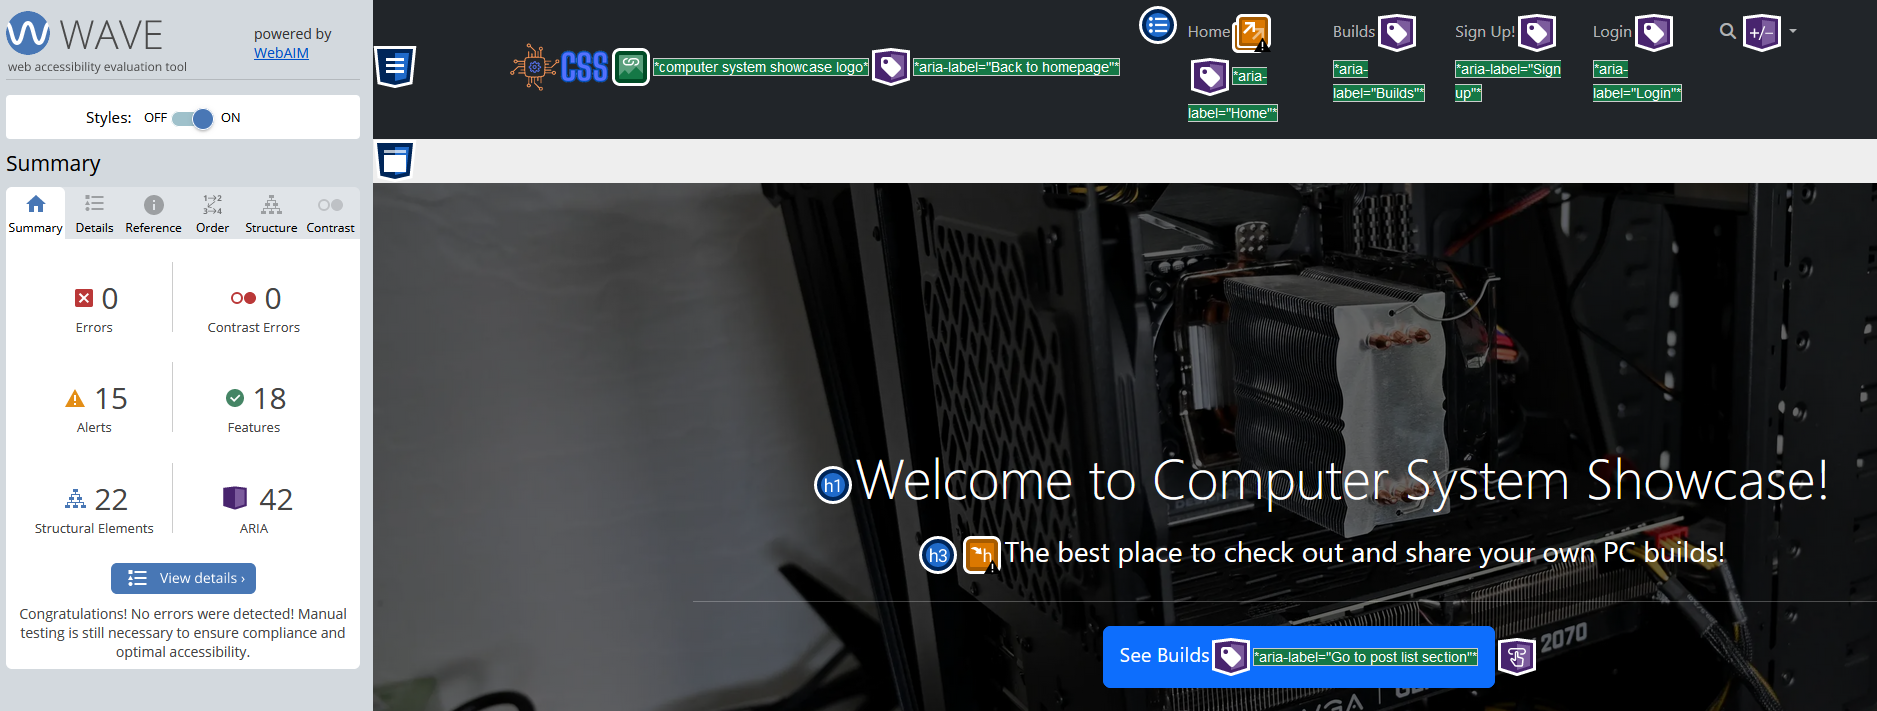 WAVE
web accessibility evaluation tool
powered by
WebAIM
Styles: OFF ON
Summary
Summary Details Reference Order Structure Contrast
1→2
3→4
0 Errors
0 Contrast Errors
15 Alerts
18 Features
22 Structural Elements
42 ARIA
View details ›
Congratulations! No errors were detected! Manual
testing is still necessary to ensure compliance and
optimal accessibility.
CSS *computer system showcase logo* *aria-label="Back to homepage"*
Home
*aria-
label="Home"*
Builds
*aria-
label="Builds"*
Sign Up!
*aria-label="Sign
up"*
Login
*aria-
label="Login"*
+/-
h1 Welcome to Computer System Showcase!
h3 h The best place to check out and share your own PC builds!
See Builds *aria-label="Go to post list section"*
2070